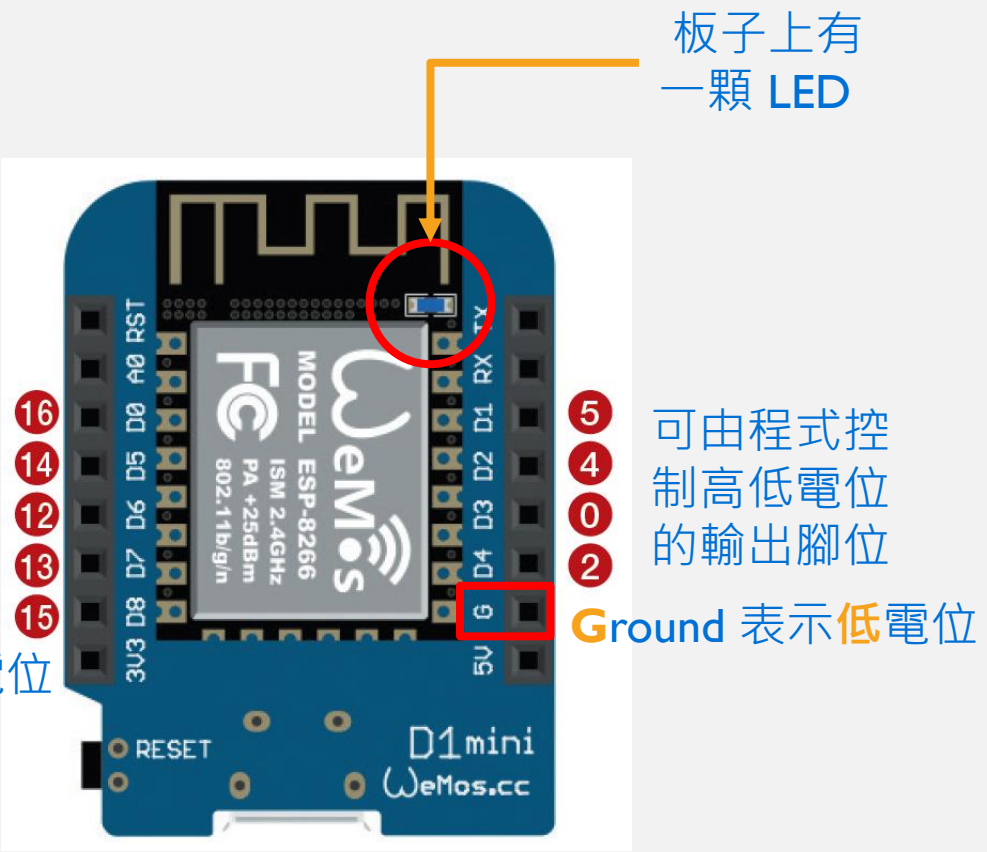 板子上有
一顆 LED
RST
A0
D0
D5
D6
D7
D8
3V3
16
14
12
13
15
電位
WeMos
MODEL ESP-8266
ISM 2.4GHz
PA +25dBm
802.11b/g/n
FC
TX
RX
D1
D2
D3
D4
G
5V
5
4
0
2
可由程式控
制高低電位
的輸出腳位
Ground 表示低電位
RESET
D1 mini
WeMos.cc